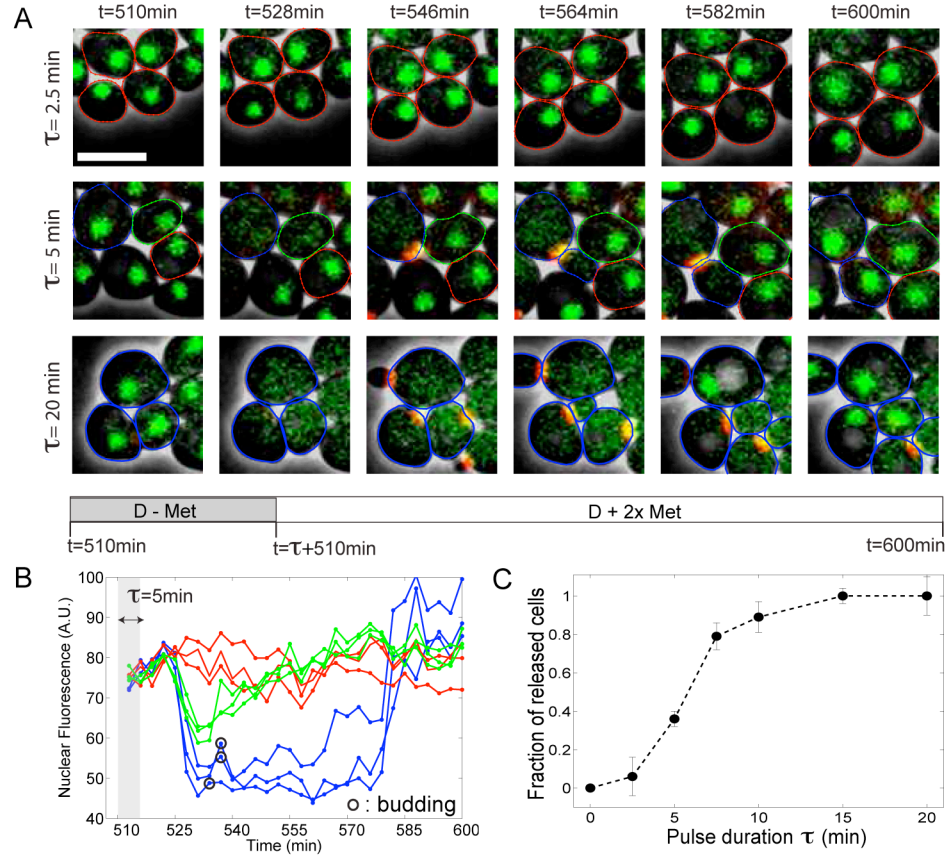 A
t=510min t=528min t=546min t=564min t=582min t=600min
τ= 2.5 min
τ= 5 min
τ= 20 min
D - Met D + 2x Met
t=510min t=τ+510min t=600min
B
τ=5min
Nuclear Fluorescence (A.U.)
100
90
80
70
60
50
40
O : budding
510 525 540 555 570 585 600
Time (min)
C
Fraction of released cells
1
0.8
0.6
0.4
0.2
0
0 5 10 15 20
Pulse duration τ (min)